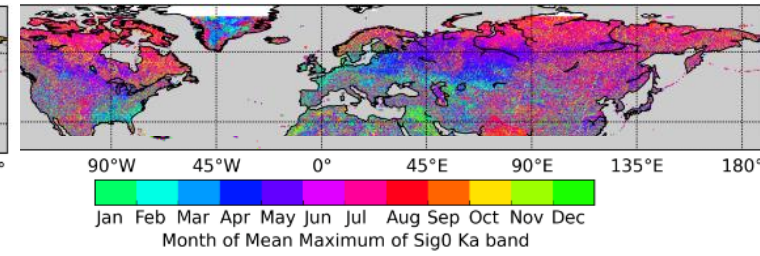 ° 90°W 45°W 0° 45°E 90°E 135°E 180°
Jan Feb Mar Apr May Jun Jul Aug Sep Oct Nov Dec
Month of Mean Maximum of Sig0 Ka band